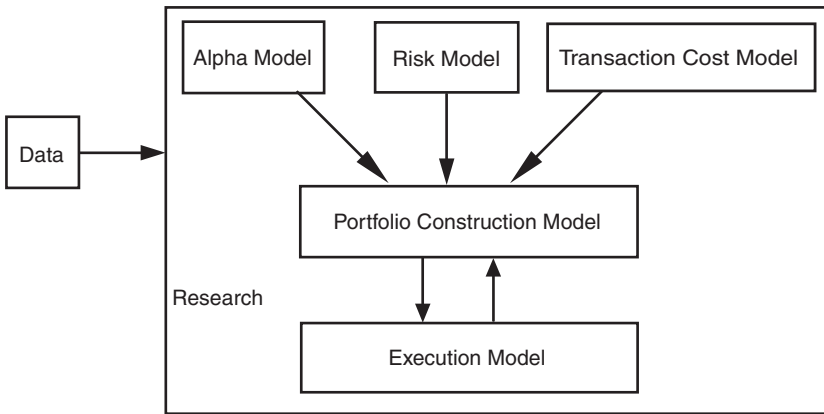 Alpha Model
Risk Model
Transaction Cost Model
Data
Portfolio Construction Model
Research
Execution Model